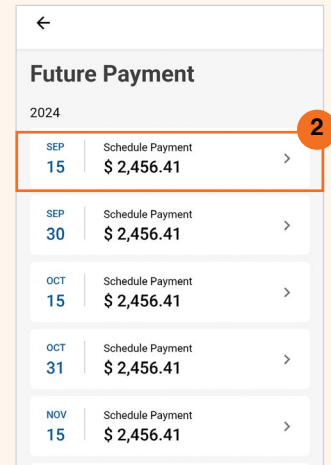 Future Payment
2024
2
SEP
15
Schedule Payment
$ 2,456.41
SEP
30
Schedule Payment
$ 2,456.41
OCT
15
Schedule Payment
$ 2,456.41
OCT
31
Schedule Payment
$ 2,456.41
NOV
15
Schedule Payment
$ 2,456.41